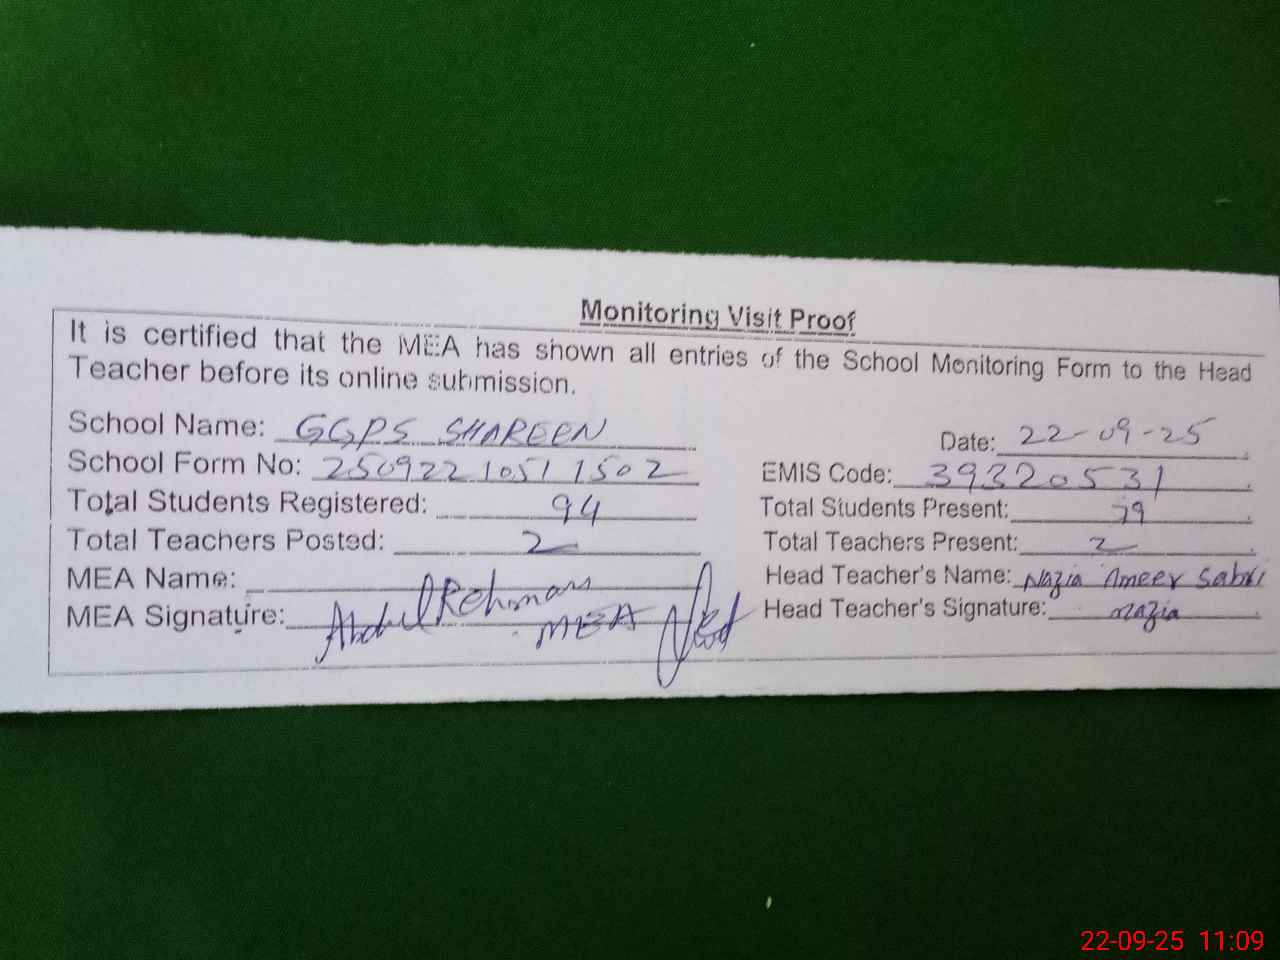 Monitoring Visit Proof
It is certified that the MEA has shown all entries of the School Monitoring Form to the Head
Teacher before its online submission.
School Name: GGPS SHAREEN Date: 22-09-25
School Form No: 2509221051 1502 EMIS Code: 39320531
Total Students Registered: 94 Total Students Present: 79
Total Teachers Posted: 2 Total Teachers Present: 2
MEA Name: Abdul Rehman Head Teacher's Name: Nazia Ameer Sabri
MEA Signature: MEA Head Teacher's Signature: nazia
22-09-25 11:09